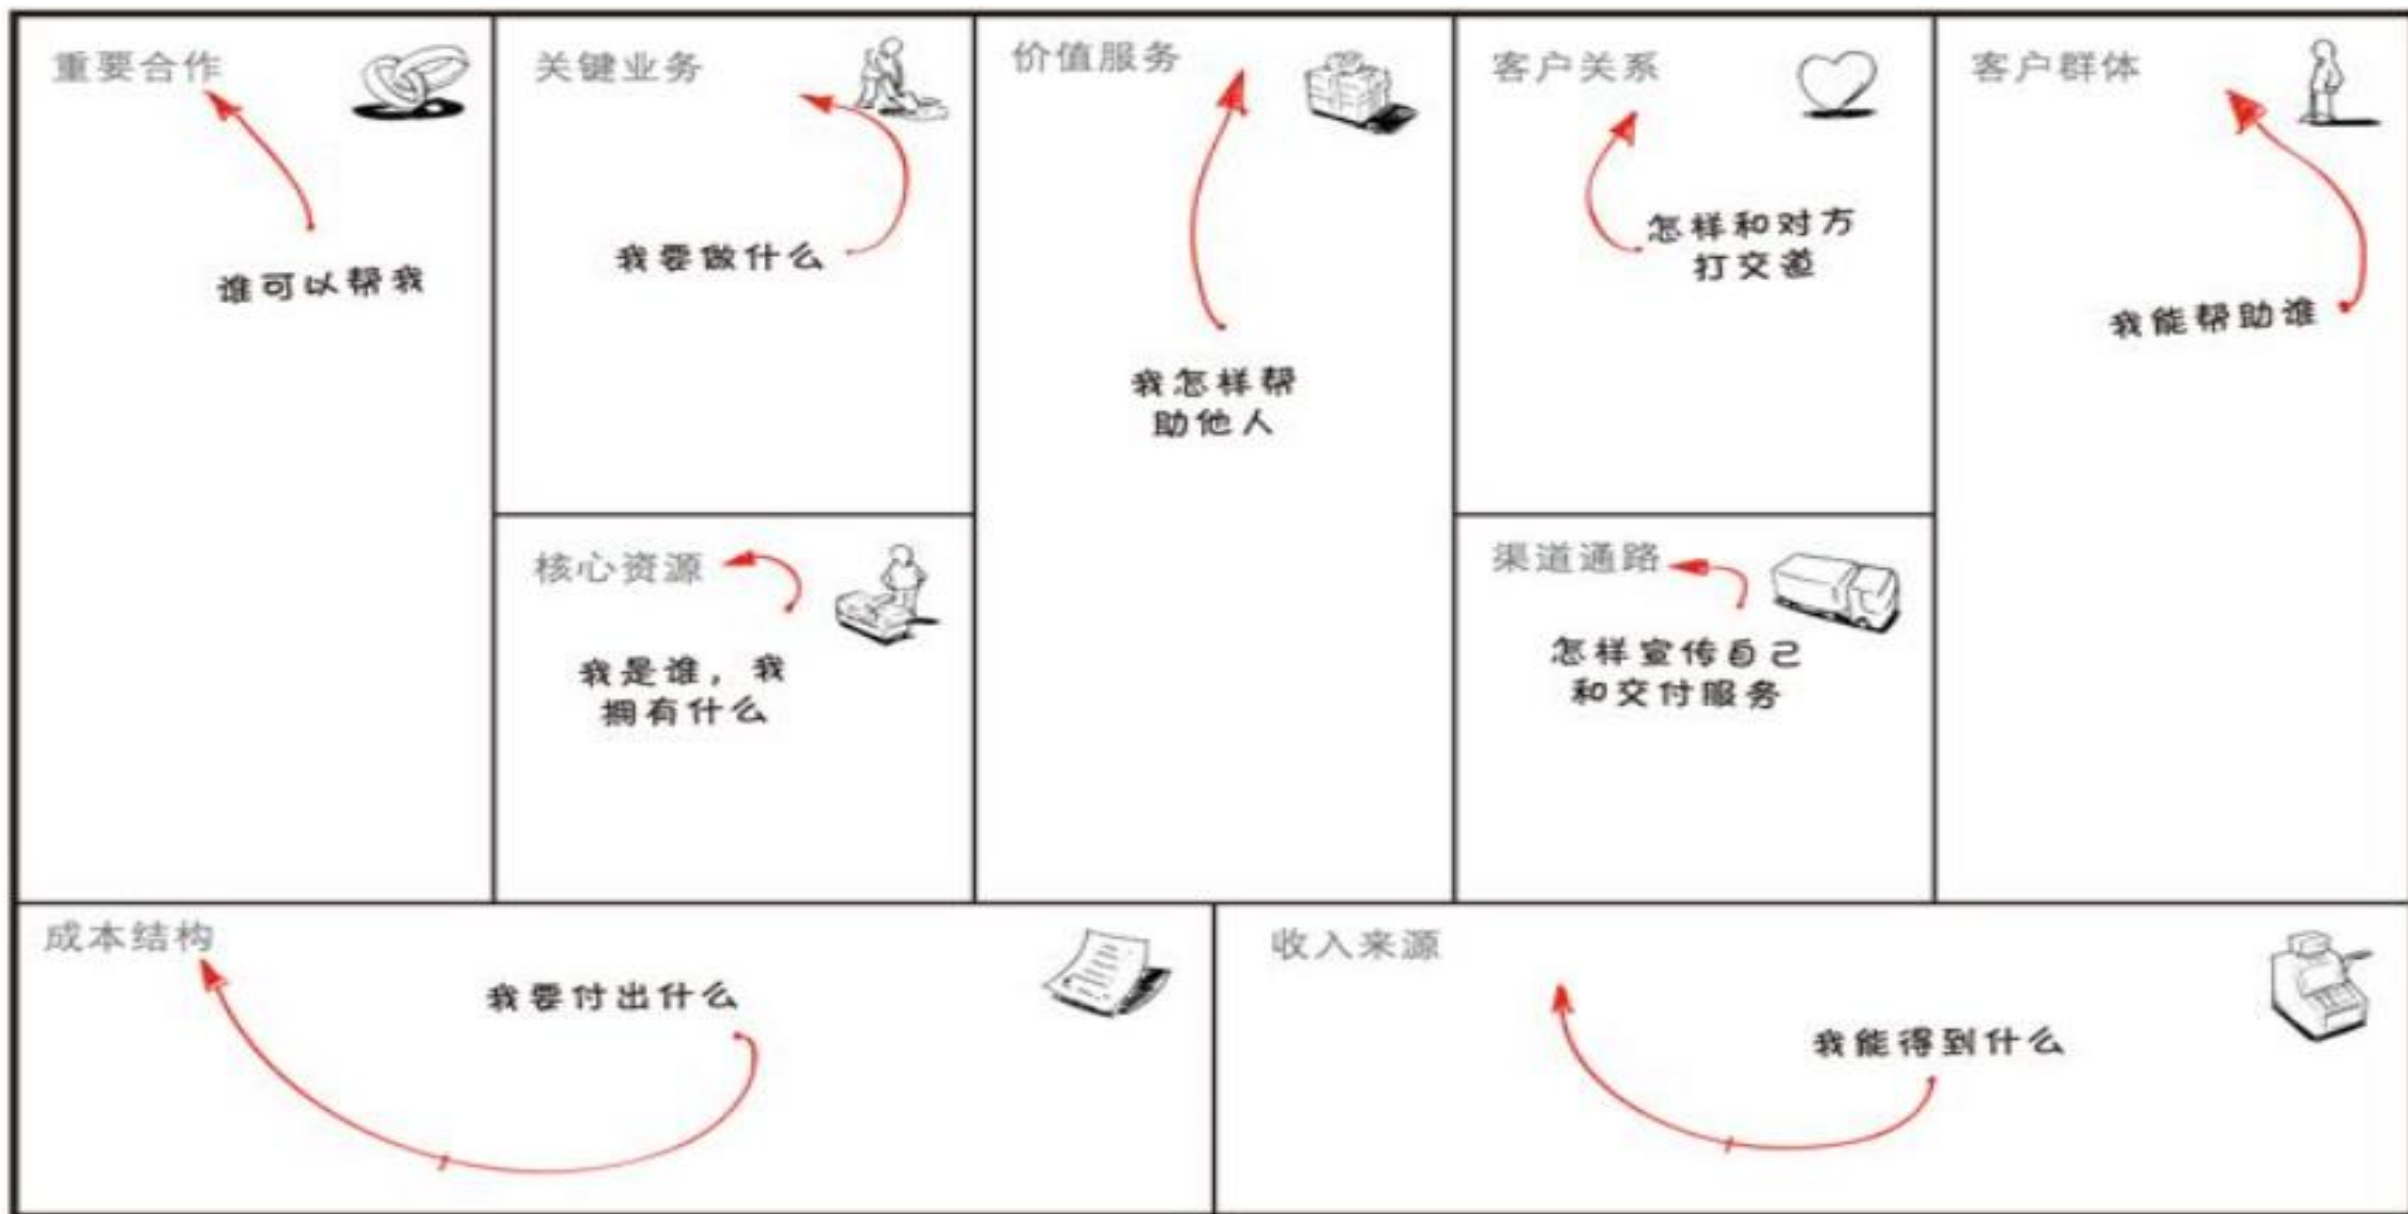 重要合作
谁可以帮我
关键业务
我要做什么
核心资源
我是谁，我
拥有什么
价值服务
我怎样帮
助他人
客户关系
怎样和对方
打交道
渠道通路
怎样宣传自己
和交付服务
客户群体
我能帮助谁
成本结构
我要付出什么
收入来源
我能得到什么